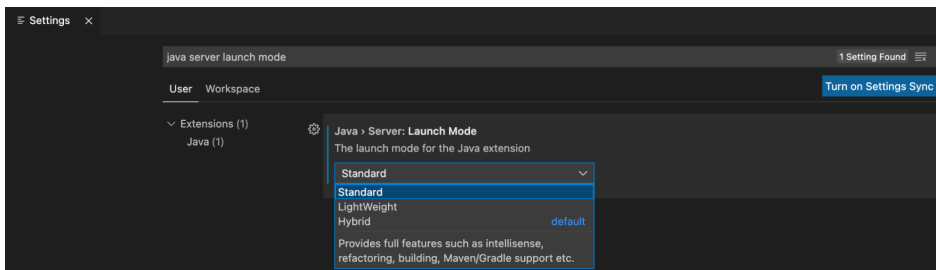 Settings
java server launch mode
1 Setting Found
User Workspace
Turn on Settings Sync
Extensions (1)
Java (1)
Java › Server: Launch Mode
The launch mode for the Java extension
Standard
Standard
LightWeight
Hybrid default
Provides full features such as intellisense,
refactoring, building, Maven/Gradle support etc.